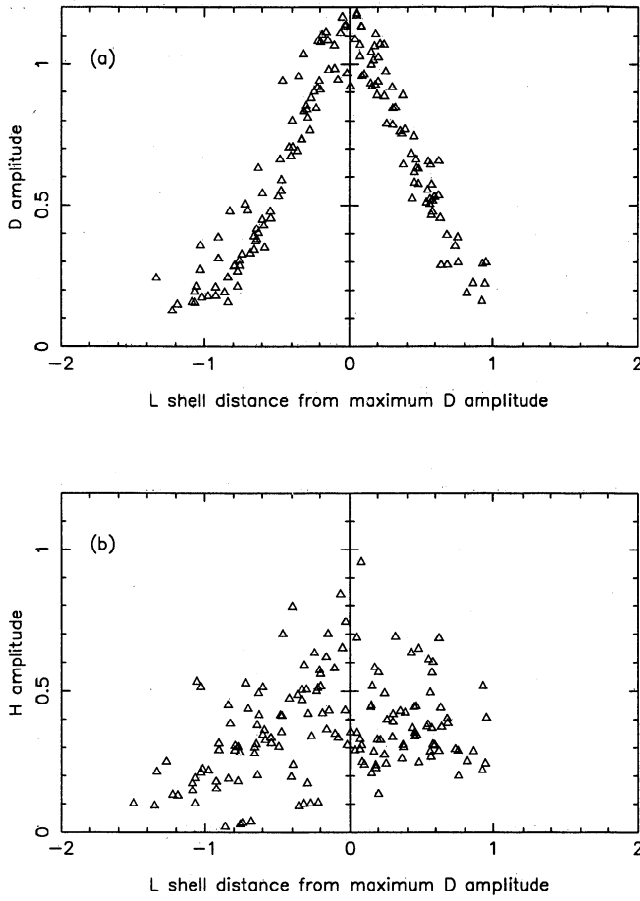 (a)
1
0.5
0
D amplitude
−2 −1 0 1 2
L shell distance from maximum D amplitude
(b)
1
0.5
0
H amplitude
−2 −1 0 1 2
L shell distance from maximum D amplitude